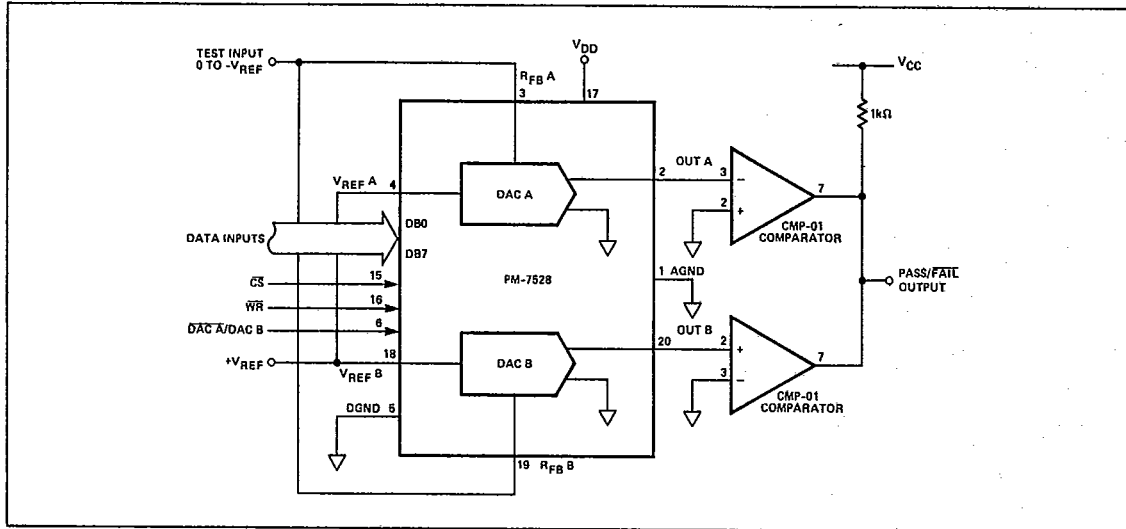 TEST INPUT
0 TO -VREF
RFB A
3
VDD
17
VCC
1kΩ
VREF A
4
DAC A
2
OUT A
3
−
2
+
7
CMP-01
COMPARATOR
DATA INPUTS
DB0
DB7
PM-7528
1 AGND
PASS/FAIL
OUTPUT
CS
15
WR
16
DAC A/DAC B
6
+VREF
18
VREF B
DAC B
OUT B
20
2
+
3
−
7
CMP-01
COMPARATOR
DGND
5
19
RFB B